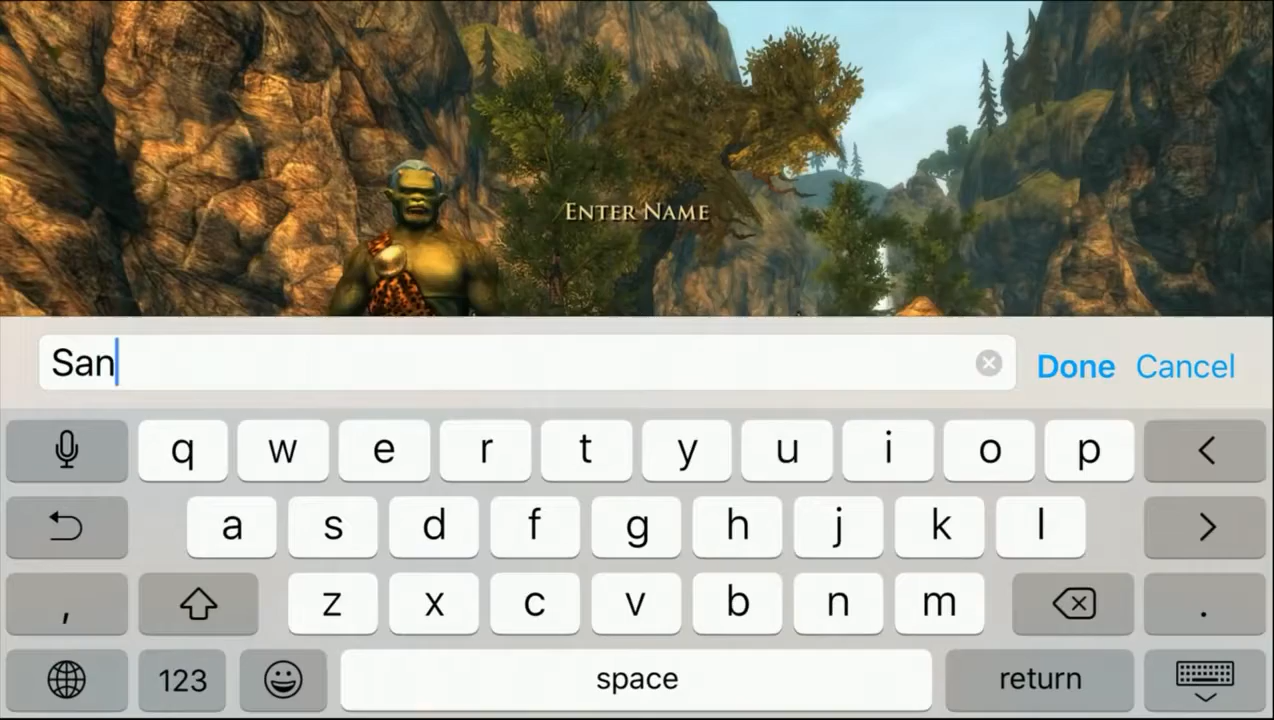 Enter Name
San
Done Cancel
q w e r t y u i o p <
a s d f g h j k l >
, z x c v b n m .
123 space return